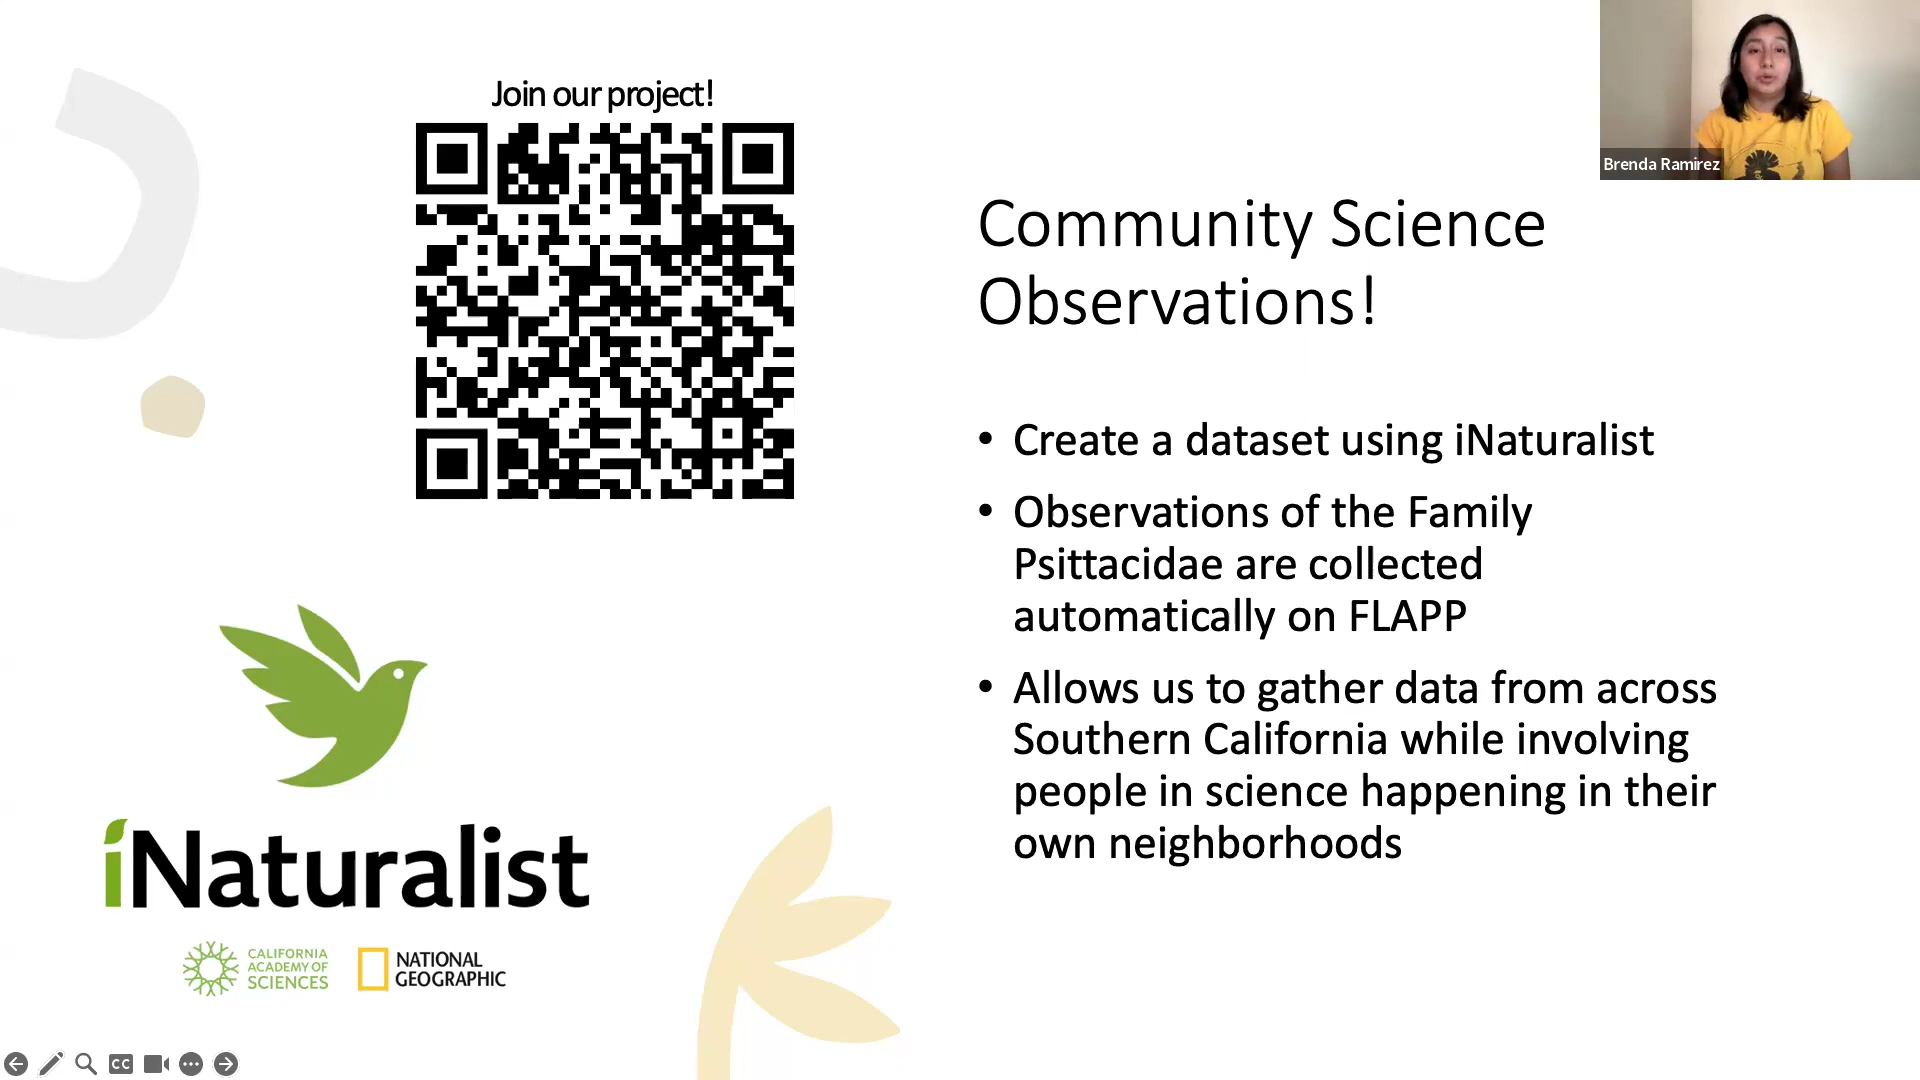 Join our project!
Brenda Ramirez
Community Science
Observations!
• Create a dataset using iNaturalist
• Observations of the Family
Psittacidae are collected
automatically on FLAPP
• Allows us to gather data from across
Southern California while involving
people in science happening in their
own neighborhoods
iNaturalist
CALIFORNIA
ACADEMY OF
SCIENCES
NATIONAL
GEOGRAPHIC
CC